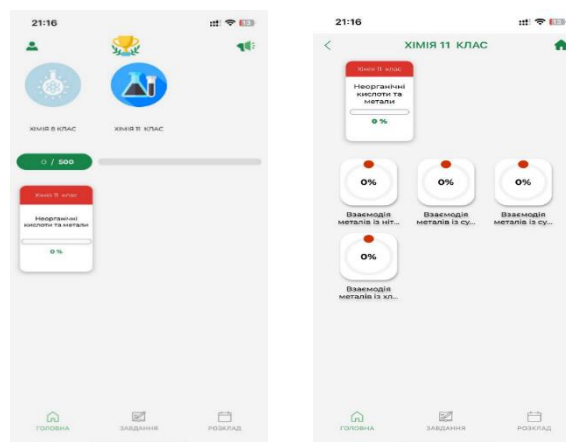 21:16
ХІМІЯ 8 КЛАС
ХІМІЯ 11 КЛАС
0 / 500
Хімія 11 клас
Неорганічні
кислоти та метали
0 %
ГОЛОВНА
ЗАВДАННЯ
РОЗКЛАД
21:16
ХІМІЯ 11 КЛАС
Хімія 11 клас
Неорганічні
кислоти та
метали
0 %
0%
0%
0%
Взаємодія
металів із ніт...
Взаємодія
металів із су...
Взаємодія
металів із су...
0%
Взаємодія
металів із хл...
ГОЛОВНА
ЗАВДАННЯ
РОЗКЛАД